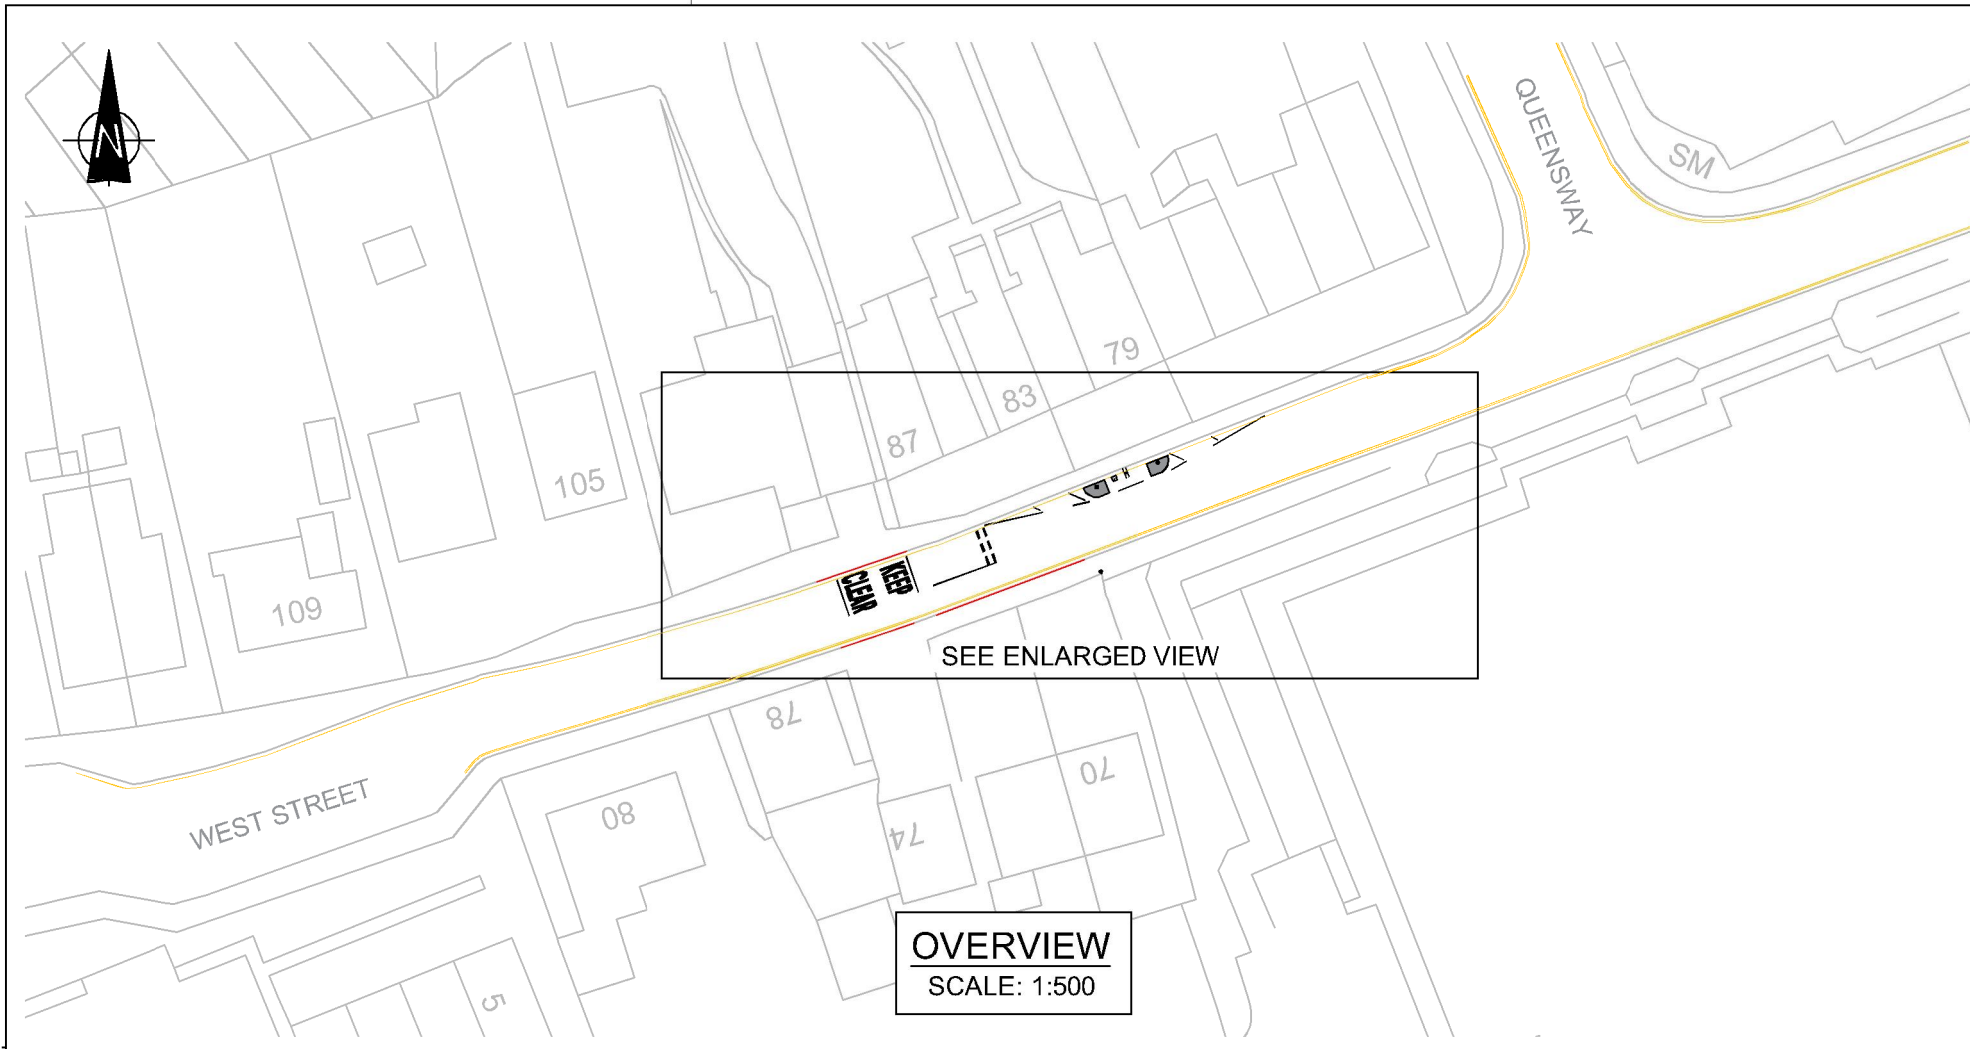 N
QUEENSWAY
SM
79
83
87
105
109
KEEP
CLEAR
SEE ENLARGED VIEW
78
70
80
74
WEST STREET
5
OVERVIEW
SCALE: 1:500